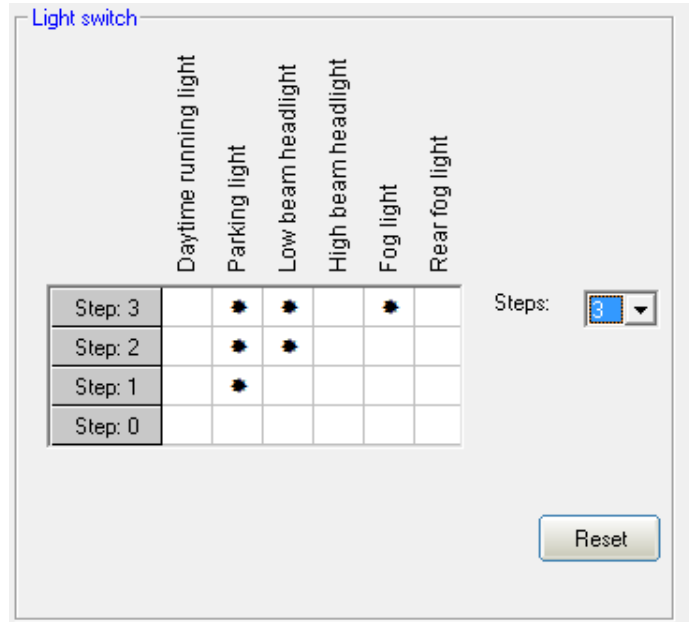 Light switch
Daytime running light
Parking light
Low beam headlight
High beam headlight
Fog light
Rear fog light
Step: 3
Steps:
3
Step: 2
Step: 1
Step: 0
Reset